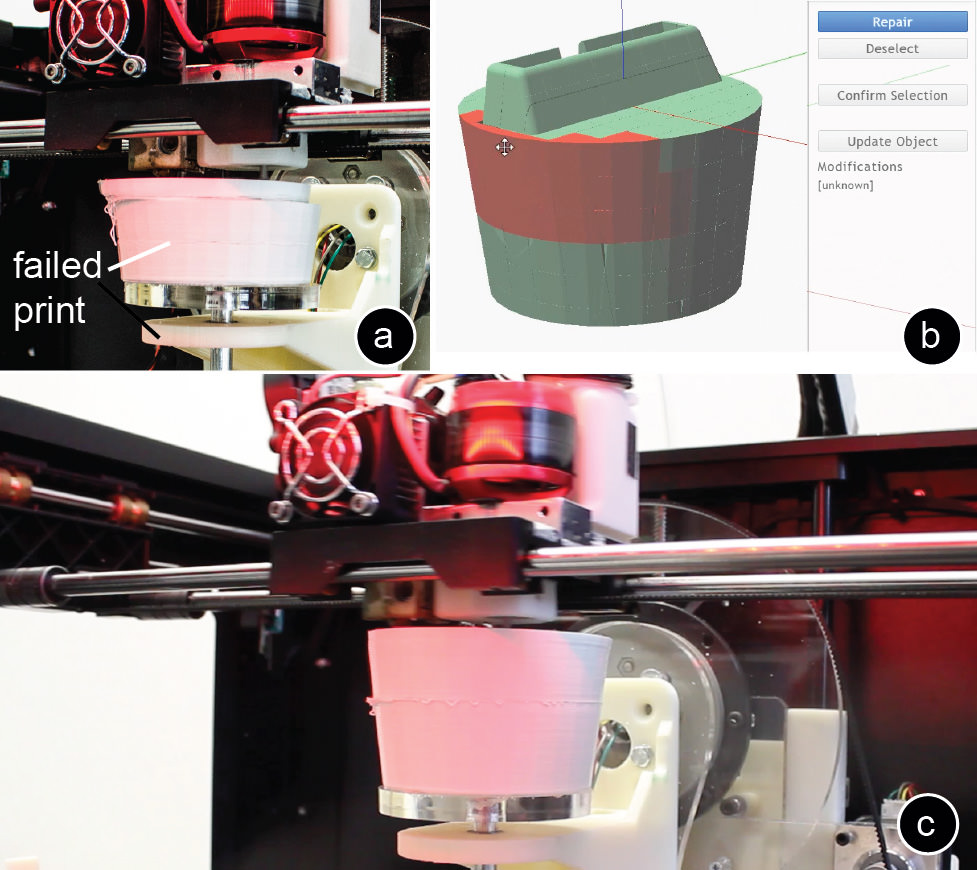 failed
print
a
Repair
Deselect
Confirm Selection
Update Object
Modifications
[unknown]
b
c